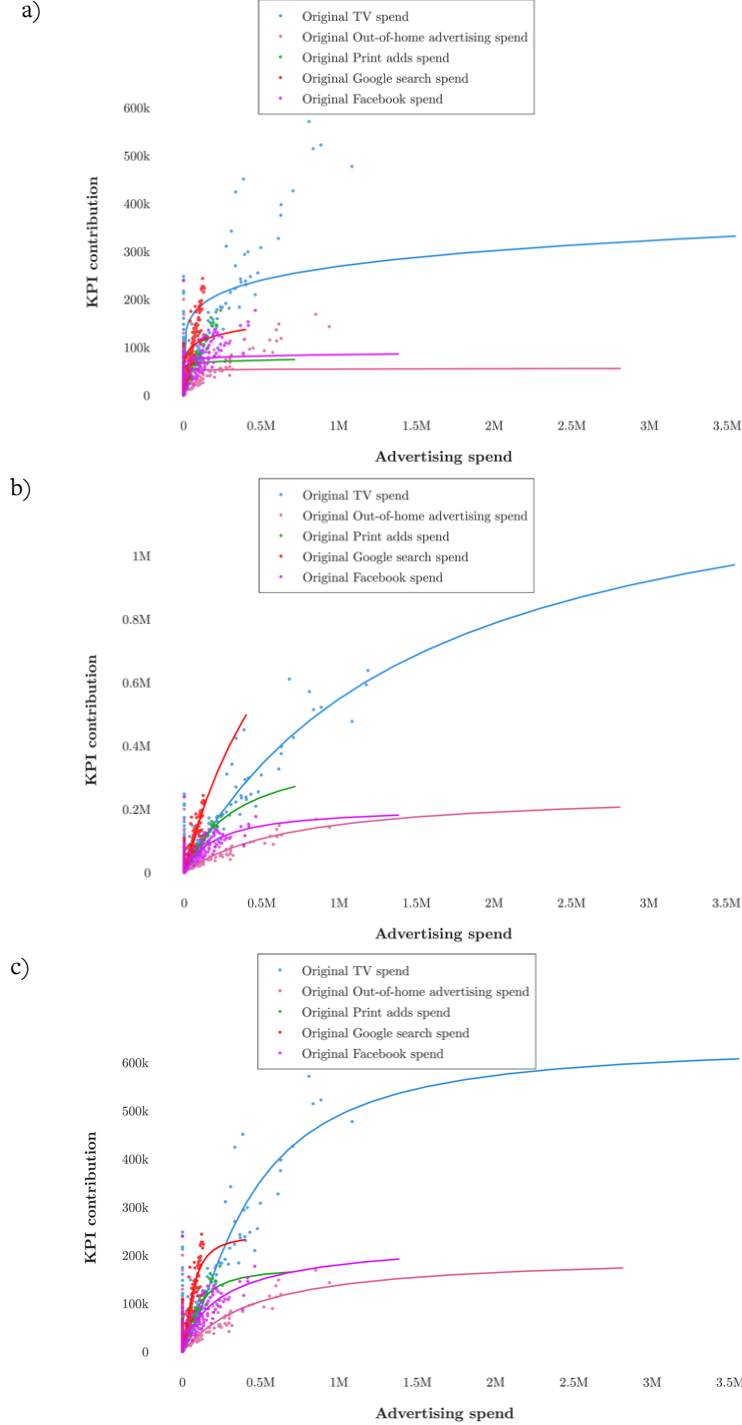 a)
Original TV spend
Original Out-of-home advertising spend
Original Print adds spend
Original Google search spend
Original Facebook spend
600k
500k
400k
300k
200k
100k
0
KPI contribution
0 0.5M 1M 1.5M 2M 2.5M 3M 3.5M
Advertising spend
b)
Original TV spend
Original Out-of-home advertising spend
Original Print adds spend
Original Google search spend
Original Facebook spend
1M
0.8M
0.6M
0.4M
0.2M
0
KPI contribution
0 0.5M 1M 1.5M 2M 2.5M 3M 3.5M
Advertising spend
c)
Original TV spend
Original Out-of-home advertising spend
Original Print adds spend
Original Google search spend
Original Facebook spend
600k
500k
400k
300k
200k
100k
0
KPI contribution
0 0.5M 1M 1.5M 2M 2.5M 3M 3.5M
Advertising spend